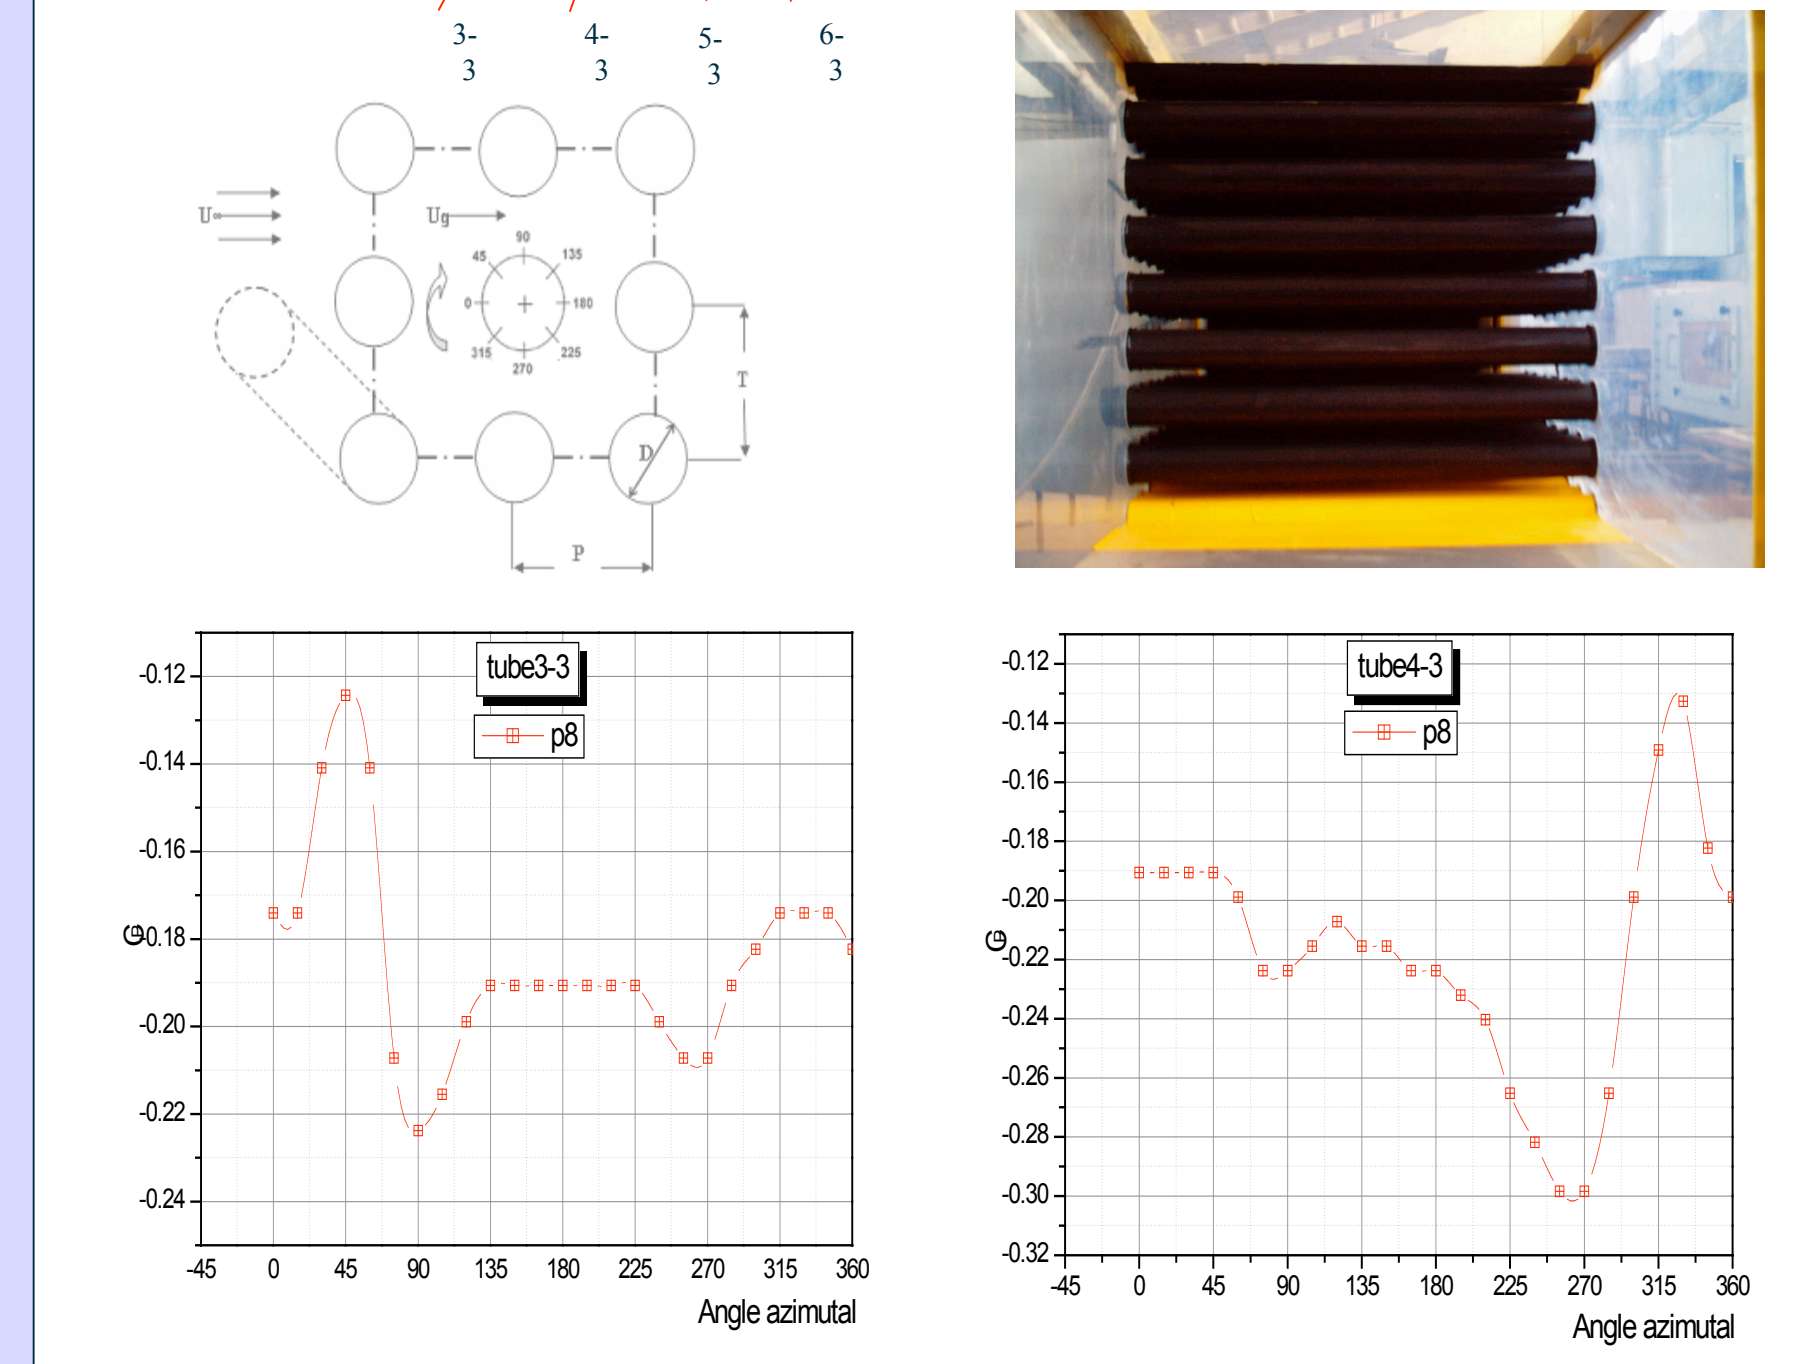 3-
3
4-
3
5-
3
6-
3
U∞
Ug
90
45
135
0
180
315
225
270
T
D
P
tube3-3
p8
-0.12
-0.14
-0.16
-0.18
-0.20
-0.22
-0.24
-45 0 45 90 135 180 225 270 315 360
Angle azimutal
tube4-3
p8
-0.12
-0.14
-0.16
-0.18
-0.20
-0.22
-0.24
-0.26
-0.28
-0.30
-0.32
-45 0 45 90 135 180 225 270 315 360
Angle azimutal